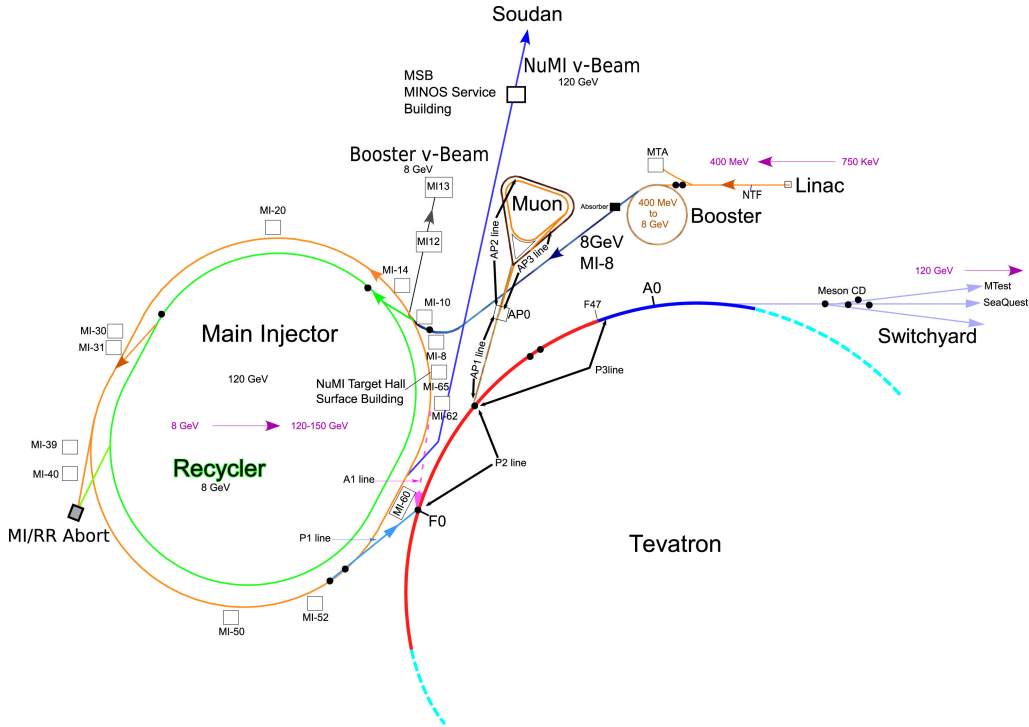 Soudan
NuMI v-Beam
120 GeV
MSB
MINOS Service
Building
Booster v-Beam
8 GeV
MI13
MI12
Muon
AP2 line
AP3 line
AP0
AP1 line
MTA
400 MeV
750 KeV
Linac
NTF
Absorber
400 MeV
to
8 GeV
Booster
8GeV
MI-8
120 GeV
Meson CD
MTest
SeaQuest
Switchyard
A0
F47
P3line
P2 line
MI-20
MI-14
MI-10
MI-8
MI-65
MI-62
MI-60
MI-30
MI-31
MI-39
MI-40
MI/RR Abort
MI-50
MI-52
Main Injector
120 GeV
NuMI Target Hall
Surface Building
8 GeV
120-150 GeV
Recycler
8 GeV
A1 line
P1 line
F0
Tevatron